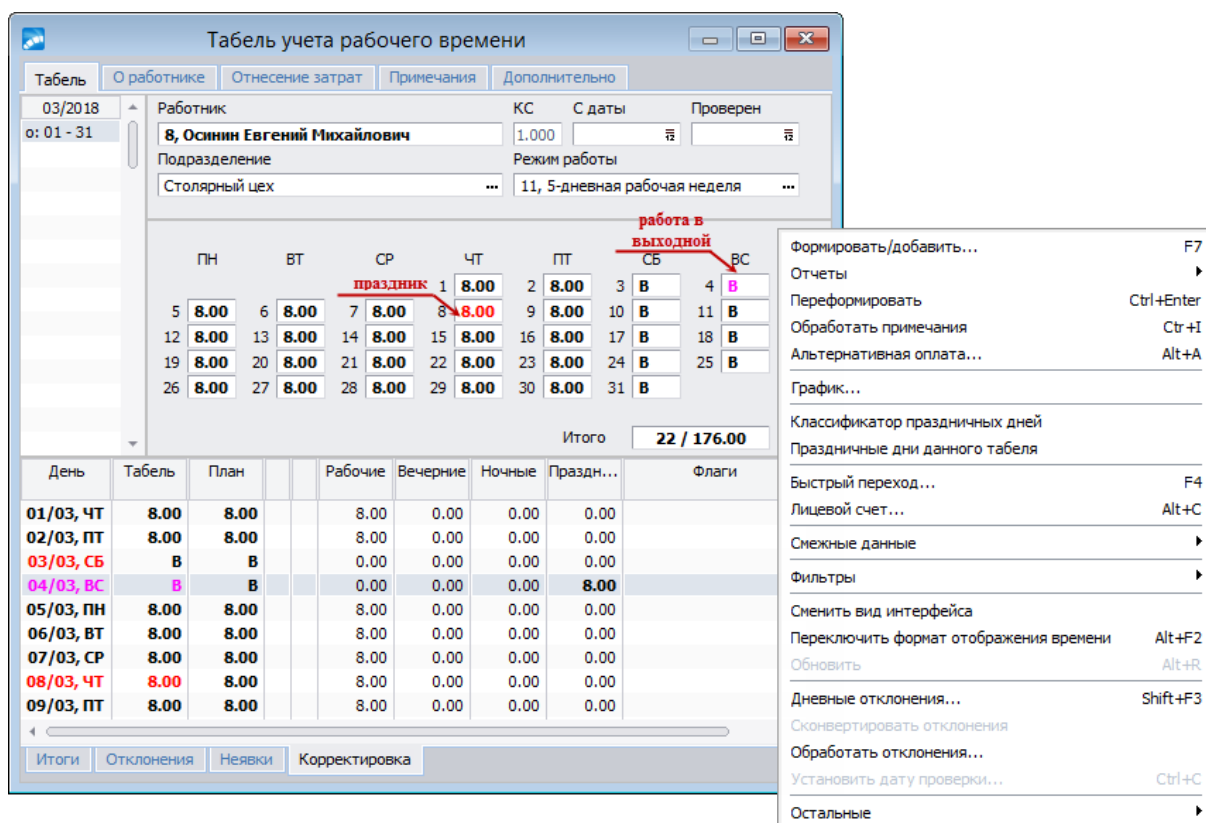 Табель учета рабочего времени
Табель О работнике Отнесение затрат Примечания Дополнительно
03/2018
о: 01 - 31
Работник КС С даты Проверен
8, Осинин Евгений Михайлович 1.000 12 12
Подразделение Режим работы
Столярный цех ... 11, 5-дневная рабочая неделя ...
работа в
выходной
ПН ВТ СР ЧТ ПТ СБ ВС
праздник 1 8.00 2 8.00 3 В 4 В
5 8.00 6 8.00 7 8.00 8 8.00 9 8.00 10 В 11 В
12 8.00 13 8.00 14 8.00 15 8.00 16 8.00 17 В 18 В
19 8.00 20 8.00 21 8.00 22 8.00 23 8.00 24 В 25 В
26 8.00 27 8.00 28 8.00 29 8.00 30 8.00 31 В
Итого 22 / 176.00
День Табель План Рабочие Вечерние Ночные Праздн... Флаги
01/03, ЧТ 8.00 8.00 8.00 0.00 0.00 0.00
02/03, ПТ 8.00 8.00 8.00 0.00 0.00 0.00
03/03, СБ В В 0.00 0.00 0.00 0.00
04/03, ВС В В 0.00 0.00 0.00 8.00
05/03, ПН 8.00 8.00 8.00 0.00 0.00 0.00
06/03, ВТ 8.00 8.00 8.00 0.00 0.00 0.00
07/03, СР 8.00 8.00 8.00 0.00 0.00 0.00
08/03, ЧТ 8.00 8.00 8.00 0.00 0.00 0.00
09/03, ПТ 8.00 8.00 8.00 0.00 0.00 0.00
Итоги Отклонения Неявки Корректировка
Формировать/добавить... F7
Отчеты
Переформировать Ctrl+Enter
Обработать примечания Ctr+I
Альтернативная оплата... Alt+A
График...
Классификатор праздничных дней
Праздничные дни данного табеля
Быстрый переход... F4
Лицевой счет... Alt+C
Смежные данные
Фильтры
Сменить вид интерфейса
Переключить формат отображения времени Alt+F2
Обновить Alt+R
Дневные отклонения... Shift+F3
Сконвертировать отклонения
Обработать отклонения...
Установить дату проверки... Ctrl+C
Остальные